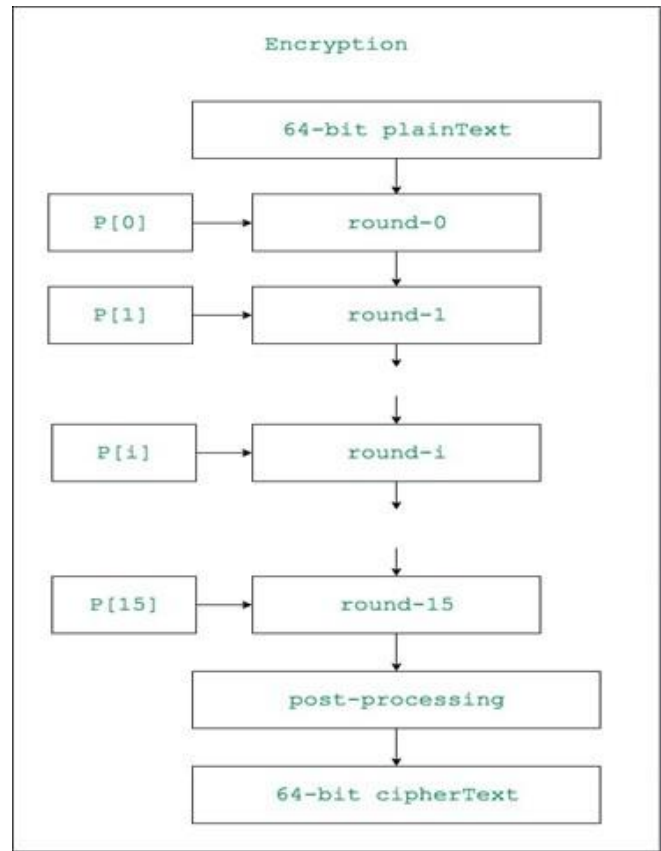 Encryption
64-bit plainText
P[0]
round-0
P[1]
round-1
P[i]
round-i
P[15]
round-15
post-processing
64-bit cipherText